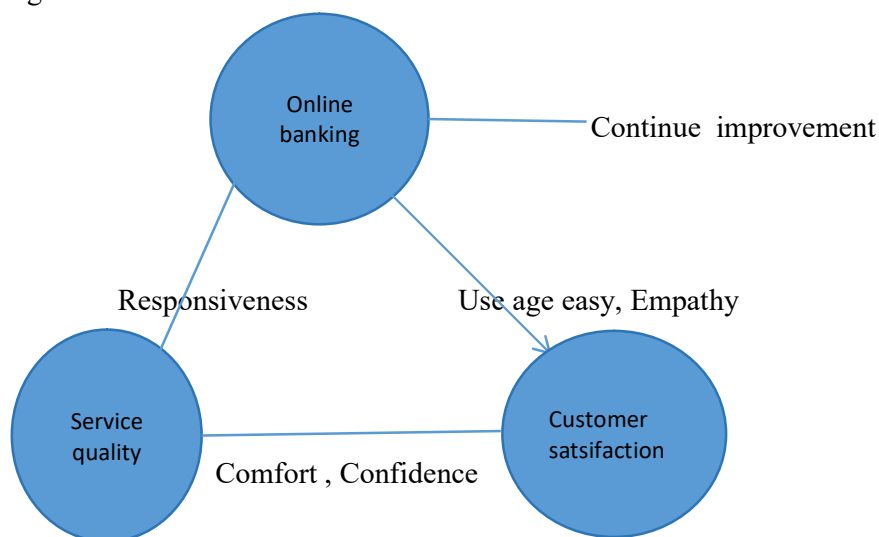 Online
banking
Continue improvement
Responsiveness
Use age easy, Empathy
Service
quality
Customer
satsifaction
Comfort , Confidence